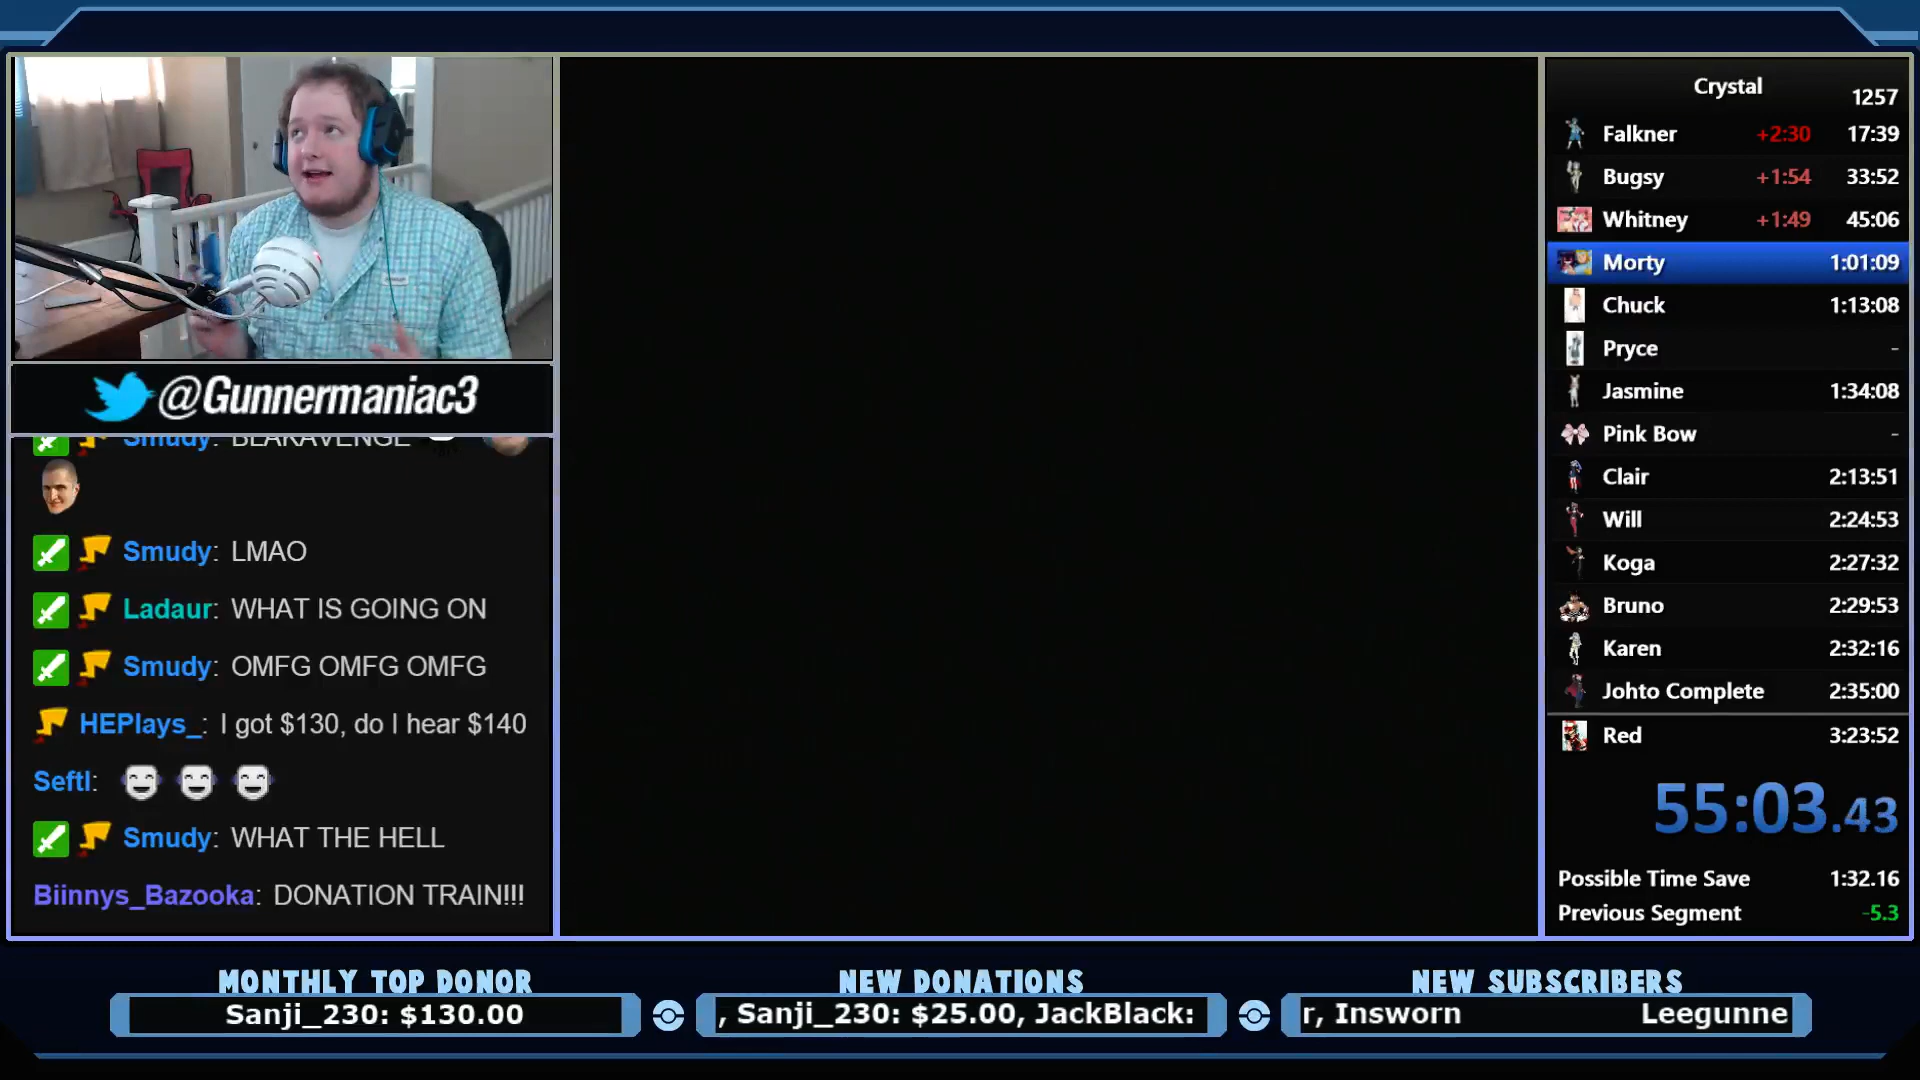 @Gunnermaniac3
Smudy: BLAKAVENGE
Smudy: LMAO
Ladaur: WHAT IS GOING ON
Smudy: OMFG OMFG OMFG
HEPlays_: I got $130, do I hear $140
Seftl:
Smudy: WHAT THE HELL
Biinnys_Bazooka: DONATION TRAIN!!!
Crystal 1257
Falkner +2:30 17:39
Bugsy +1:54 33:52
Whitney +1:49 45:06
Morty 1:01:09
Chuck 1:13:08
Pryce -
Jasmine 1:34:08
Pink Bow -
Clair 2:13:51
Will 2:24:53
Koga 2:27:32
Bruno 2:29:53
Karen 2:32:16
Johto Complete 2:35:00
Red 3:23:52
55:03.43
Possible Time Save 1:32.16
Previous Segment -5.3
MONTHLY TOP DONOR
Sanji_230: $130.00
NEW DONATIONS
, Sanji_230: $25.00, JackBlack:
NEW SUBSCRIBERS
r, Insworn Leegunne